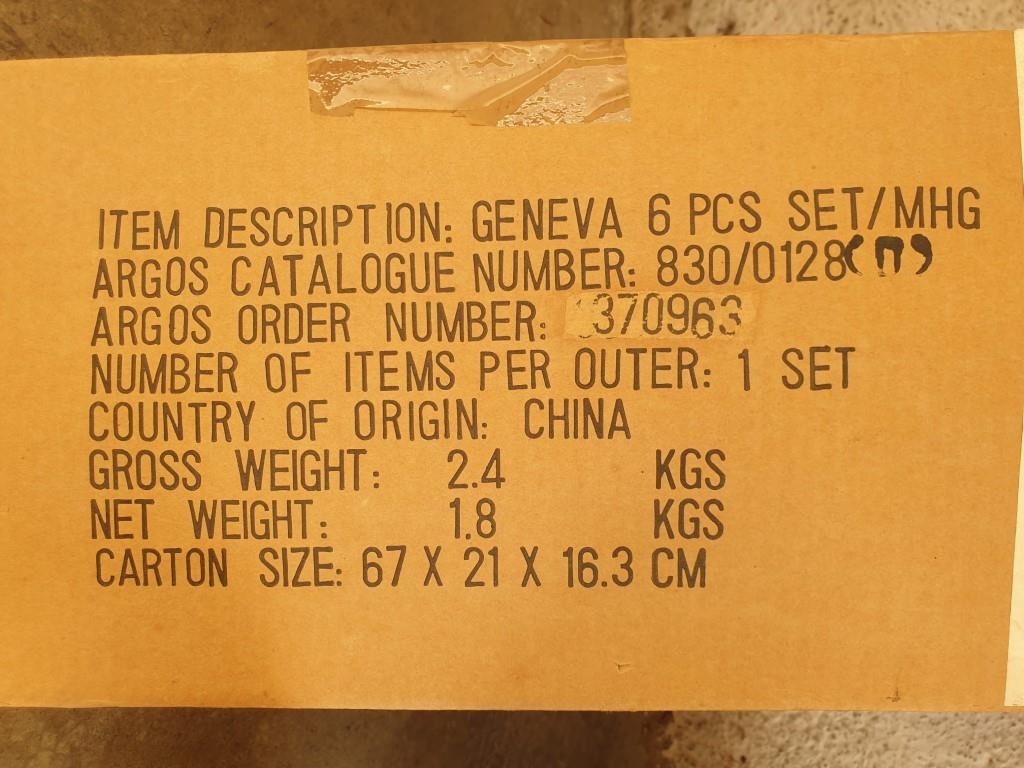 ITEM DESCRIPTION: GENEVA 6 PCS SET/MHG
ARGOS CATALOGUE NUMBER: 830/0128
ARGOS ORDER NUMBER: 370963
NUMBER OF ITEMS PER OUTER: 1 SET
COUNTRY OF ORIGIN: CHINA
GROSS WEIGHT: 2.4 KGS
NET WEIGHT: 1.8 KGS
CARTON SIZE: 67 X 21 X 16.3 CM